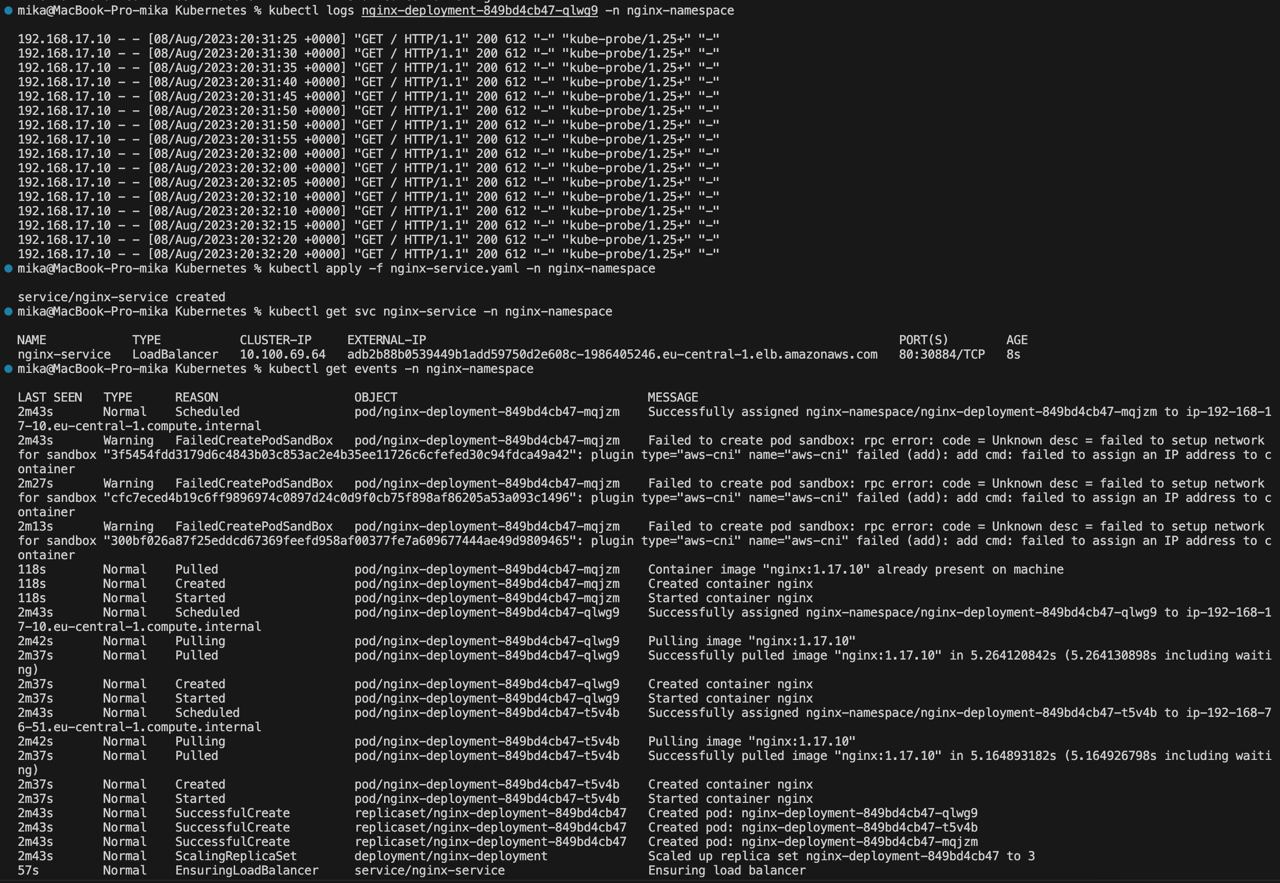 mika@MacBook-Pro-mika Kubernetes % kubectl logs nginx-deployment-849bd4cb47-qlwg9 -n nginx-namespace
192.168.17.10 - - [08/Aug/2023:20:31:25 +0000] "GET / HTTP/1.1" 200 612 "-" "kube-probe/1.25+" "-"
192.168.17.10 - - [08/Aug/2023:20:31:30 +0000] "GET / HTTP/1.1" 200 612 "-" "kube-probe/1.25+" "-"
192.168.17.10 - - [08/Aug/2023:20:31:35 +0000] "GET / HTTP/1.1" 200 612 "-" "kube-probe/1.25+" "-"
192.168.17.10 - - [08/Aug/2023:20:31:40 +0000] "GET / HTTP/1.1" 200 612 "-" "kube-probe/1.25+" "-"
192.168.17.10 - - [08/Aug/2023:20:31:45 +0000] "GET / HTTP/1.1" 200 612 "-" "kube-probe/1.25+" "-"
192.168.17.10 - - [08/Aug/2023:20:31:50 +0000] "GET / HTTP/1.1" 200 612 "-" "kube-probe/1.25+" "-"
192.168.17.10 - - [08/Aug/2023:20:31:50 +0000] "GET / HTTP/1.1" 200 612 "-" "kube-probe/1.25+" "-"
192.168.17.10 - - [08/Aug/2023:20:31:55 +0000] "GET / HTTP/1.1" 200 612 "-" "kube-probe/1.25+" "-"
192.168.17.10 - - [08/Aug/2023:20:32:00 +0000] "GET / HTTP/1.1" 200 612 "-" "kube-probe/1.25+" "-"
192.168.17.10 - - [08/Aug/2023:20:32:00 +0000] "GET / HTTP/1.1" 200 612 "-" "kube-probe/1.25+" "-"
192.168.17.10 - - [08/Aug/2023:20:32:05 +0000] "GET / HTTP/1.1" 200 612 "-" "kube-probe/1.25+" "-"
192.168.17.10 - - [08/Aug/2023:20:32:10 +0000] "GET / HTTP/1.1" 200 612 "-" "kube-probe/1.25+" "-"
192.168.17.10 - - [08/Aug/2023:20:32:10 +0000] "GET / HTTP/1.1" 200 612 "-" "kube-probe/1.25+" "-"
192.168.17.10 - - [08/Aug/2023:20:32:15 +0000] "GET / HTTP/1.1" 200 612 "-" "kube-probe/1.25+" "-"
192.168.17.10 - - [08/Aug/2023:20:32:20 +0000] "GET / HTTP/1.1" 200 612 "-" "kube-probe/1.25+" "-"
192.168.17.10 - - [08/Aug/2023:20:32:20 +0000] "GET / HTTP/1.1" 200 612 "-" "kube-probe/1.25+" "-"
mika@MacBook-Pro-mika Kubernetes % kubectl apply -f nginx-service.yaml -n nginx-namespace
service/nginx-service created
mika@MacBook-Pro-mika Kubernetes % kubectl get svc nginx-service -n nginx-namespace
NAME TYPE CLUSTER-IP EXTERNAL-IP PORT(S) AGE
nginx-service LoadBalancer 10.100.69.64 adb2b88b0539449b1add59750d2e608c-1986405246.eu-central-1.elb.amazonaws.com 80:30884/TCP 8s
mika@MacBook-Pro-mika Kubernetes % kubectl get events -n nginx-namespace
LAST SEEN TYPE REASON OBJECT MESSAGE
2m43s Normal Scheduled pod/nginx-deployment-849bd4cb47-mqjzm Successfully assigned nginx-namespace/nginx-deployment-849bd4cb47-mqjzm to ip-192-168-1
7-10.eu-central-1.compute.internal
2m43s Warning FailedCreatePodSandBox pod/nginx-deployment-849bd4cb47-mqjzm Failed to create pod sandbox: rpc error: code = Unknown desc = failed to setup network
for sandbox "3f5454fdd3179d6c4843b03c853ac2e4b35ee11726c6cfefed30c94fdca49a42": plugin type="aws-cni" name="aws-cni" failed (add): add cmd: failed to assign an IP address to c
ontainer
2m27s Warning FailedCreatePodSandBox pod/nginx-deployment-849bd4cb47-mqjzm Failed to create pod sandbox: rpc error: code = Unknown desc = failed to setup network
for sandbox "cfc7eced4b19c6ff9896974c0897d24c0d9f0cb75f898af86205a53a093c1496": plugin type="aws-cni" name="aws-cni" failed (add): add cmd: failed to assign an IP address to c
ontainer
2m13s Warning FailedCreatePodSandBox pod/nginx-deployment-849bd4cb47-mqjzm Failed to create pod sandbox: rpc error: code = Unknown desc = failed to setup network
for sandbox "300bf026a87f25eddcd67369feefd958af00377fe7a609677444ae49d9809465": plugin type="aws-cni" name="aws-cni" failed (add): add cmd: failed to assign an IP address to c
ontainer
118s Normal Pulled pod/nginx-deployment-849bd4cb47-mqjzm Container image "nginx:1.17.10" already present on machine
118s Normal Created pod/nginx-deployment-849bd4cb47-mqjzm Created container nginx
118s Normal Started pod/nginx-deployment-849bd4cb47-mqjzm Started container nginx
2m43s Normal Scheduled pod/nginx-deployment-849bd4cb47-qlwg9 Successfully assigned nginx-namespace/nginx-deployment-849bd4cb47-qlwg9 to ip-192-168-1
7-10.eu-central-1.compute.internal
2m42s Normal Pulling pod/nginx-deployment-849bd4cb47-qlwg9 Pulling image "nginx:1.17.10"
2m37s Normal Pulled pod/nginx-deployment-849bd4cb47-qlwg9 Successfully pulled image "nginx:1.17.10" in 5.264120842s (5.264130898s including waiti
ng)
2m37s Normal Created pod/nginx-deployment-849bd4cb47-qlwg9 Created container nginx
2m37s Normal Started pod/nginx-deployment-849bd4cb47-qlwg9 Started container nginx
2m43s Normal Scheduled pod/nginx-deployment-849bd4cb47-t5v4b Successfully assigned nginx-namespace/nginx-deployment-849bd4cb47-t5v4b to ip-192-168-7
6-51.eu-central-1.compute.internal
2m42s Normal Pulling pod/nginx-deployment-849bd4cb47-t5v4b Pulling image "nginx:1.17.10"
2m37s Normal Pulled pod/nginx-deployment-849bd4cb47-t5v4b Successfully pulled image "nginx:1.17.10" in 5.164893182s (5.164926798s including waiti
ng)
2m37s Normal Created pod/nginx-deployment-849bd4cb47-t5v4b Created container nginx
2m37s Normal Started pod/nginx-deployment-849bd4cb47-t5v4b Started container nginx
2m43s Normal SuccessfulCreate replicaset/nginx-deployment-849bd4cb47 Created pod: nginx-deployment-849bd4cb47-qlwg9
2m43s Normal SuccessfulCreate replicaset/nginx-deployment-849bd4cb47 Created pod: nginx-deployment-849bd4cb47-t5v4b
2m43s Normal SuccessfulCreate replicaset/nginx-deployment-849bd4cb47 Created pod: nginx-deployment-849bd4cb47-mqjzm
2m43s Normal ScalingReplicaSet deployment/nginx-deployment Scaled up replica set nginx-deployment-849bd4cb47 to 3
57s Normal EnsuringLoadBalancer service/nginx-service Ensuring load balancer